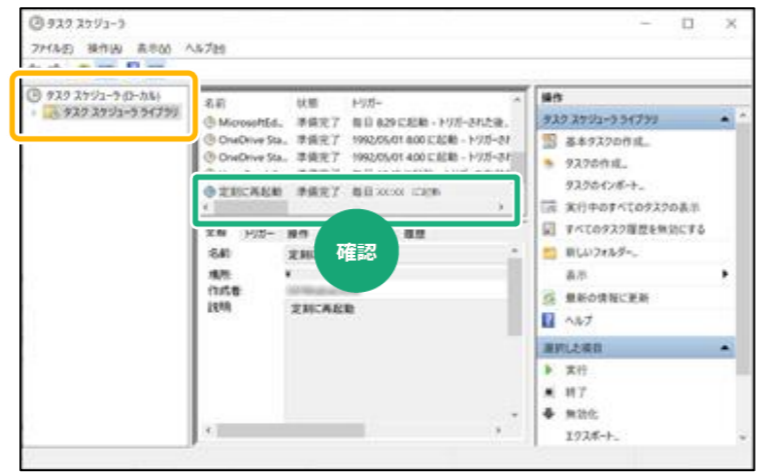 タスク スケジューラ
ファイル(F) 操作(A) 表示(V) ヘルプ(H)
タスク スケジューラ (ローカル)
タスク スケジューラ ライブラリ
名前 状態 トリガー
MicrosoftEd... 準備完了 毎日 8:29 に起動 - トリガーされた後、
OneDrive Sta... 準備完了 1992/05/01 8:00 に起動 - トリガーされ
OneDrive Sta... 準備完了 1992/05/01 4:00 に起動 - トリガーされ
定刻に再起動 準備完了 毎日 XX:XX に起動
全般 トリガー 操作 履歴
確認
名前: 定刻に
場所: ¥
作成者:
説明: 定刻に再起動
操作
タスク スケジューラ ライブラリ
基本タスクの作成...
タスクの作成...
タスクのインポート...
実行中のすべてのタスクの表示
すべてのタスク履歴を無効にする
新しいフォルダー...
表示
最新の情報に更新
ヘルプ
選択した項目
実行
終了
無効化
エクスポート...